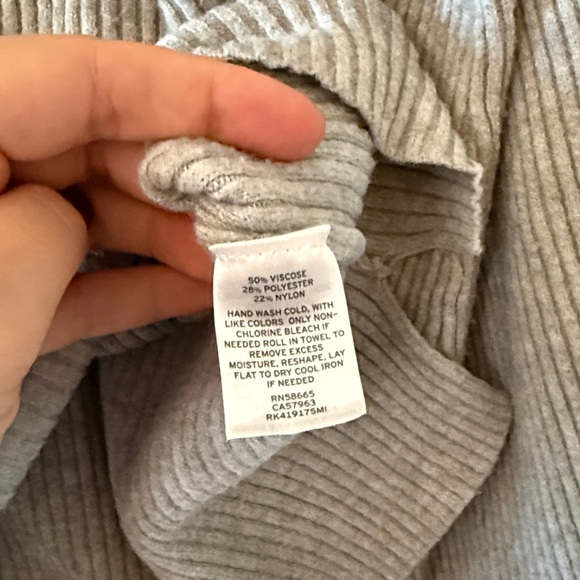 50% VISCOSE
28% POLYESTER
22% NYLON
HAND WASH COLD, WITH
LIKE COLORS ONLY NON-
CHLORINE BLEACH IF
NEEDED ROLL IN TOWEL TO
REMOVE EXCESS
MOISTURE, RESHAPE, LAY
FLAT TO DRY COOL IRON
IF NEEDED
RN58665
CA57963
RK419175MI